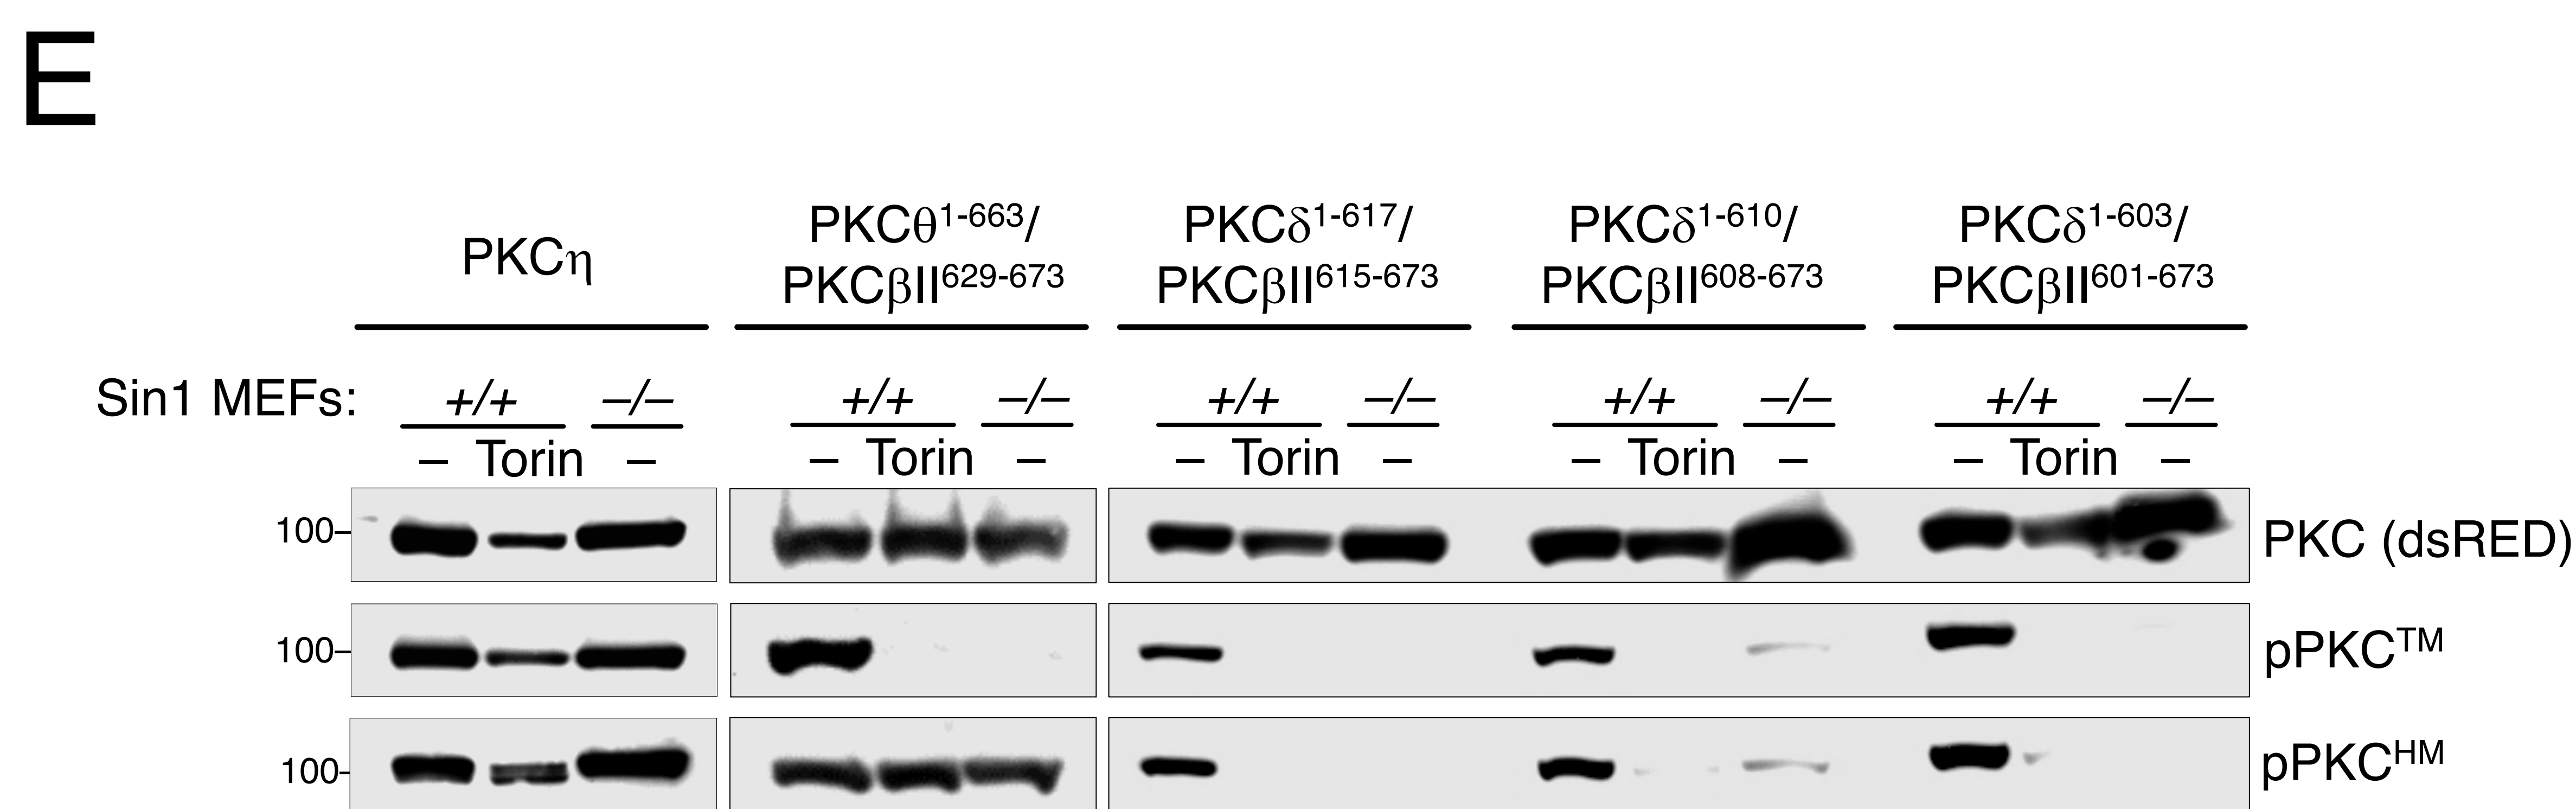 E
PKCη PKCθ1-663/ PKCδ1-617/ PKCδ1-610/ PKCδ1-603/
PKCβII629-673 PKCβII615-673 PKCβII608-673 PKCβII601-673
Sin1 MEFs: +/+ –/– +/+ –/– +/+ –/– +/+ –/– +/+ –/–
– Torin – – Torin – – Torin – – Torin – – Torin –
100 PKC (dsRED)
100 pPKCTM
100 pPKCHM